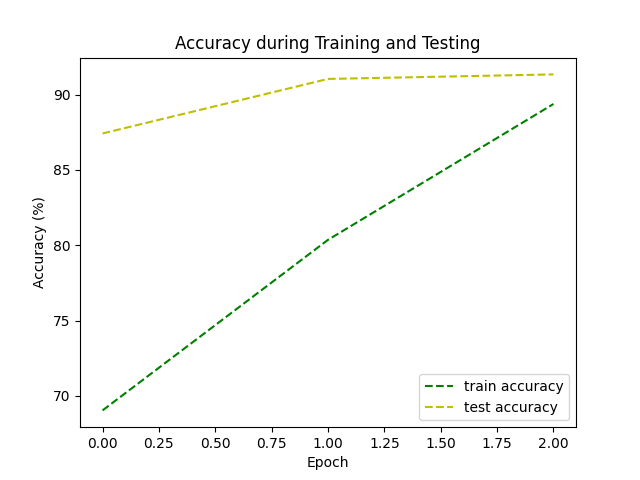 Accuracy during Training and Testing
90
85
80
75
70
Accuracy (%)
train accuracy
test accuracy
0.00 0.25 0.50 0.75 1.00 1.25 1.50 1.75 2.00
Epoch